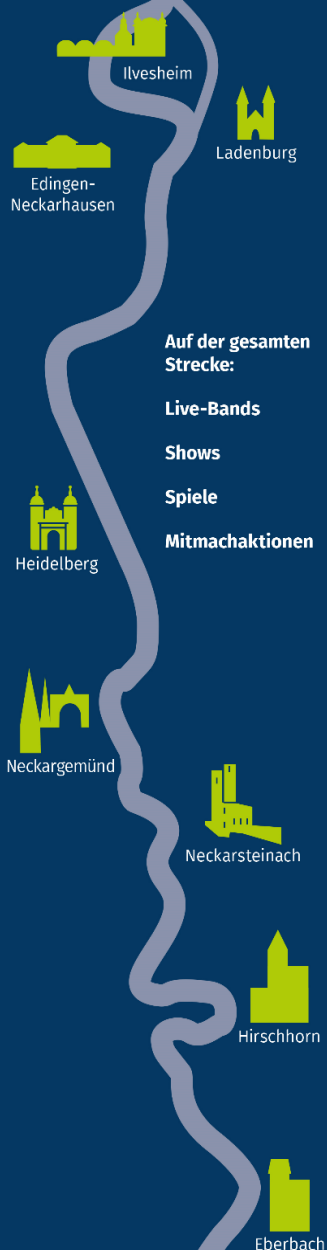 Ilvesheim
Ladenburg
Edingen-
Neckarhausen
Auf der gesamten
Strecke:
Live-Bands
Shows
Spiele
Mitmachaktionen
Heidelberg
Neckargemünd
Neckarsteinach
Hirschhorn
Eberbach